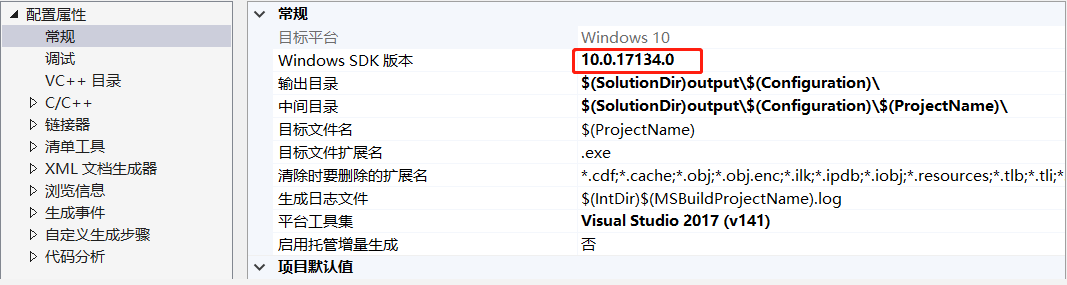 配置属性
常规
调试
VC++ 目录
C/C++
链接器
清单工具
XML 文档生成器
浏览信息
生成事件
自定义生成步骤
代码分析
常规
目标平台 Windows 10
Windows SDK 版本 10.0.17134.0
输出目录 $(SolutionDir)output\$(Configuration)\
中间目录 $(SolutionDir)output\$(Configuration)\$(ProjectName)\
目标文件名 $(ProjectName)
目标文件扩展名 .exe
清除时要删除的扩展名 *.cdf;*.cache;*.obj;*.obj.enc;*.ilk;*.ipdb;*.iobj;*.resources;*.tlb;*.tli;*
生成日志文件 $(IntDir)$(MSBuildProjectName).log
平台工具集 Visual Studio 2017 (v141)
启用托管增量生成 否
项目默认值